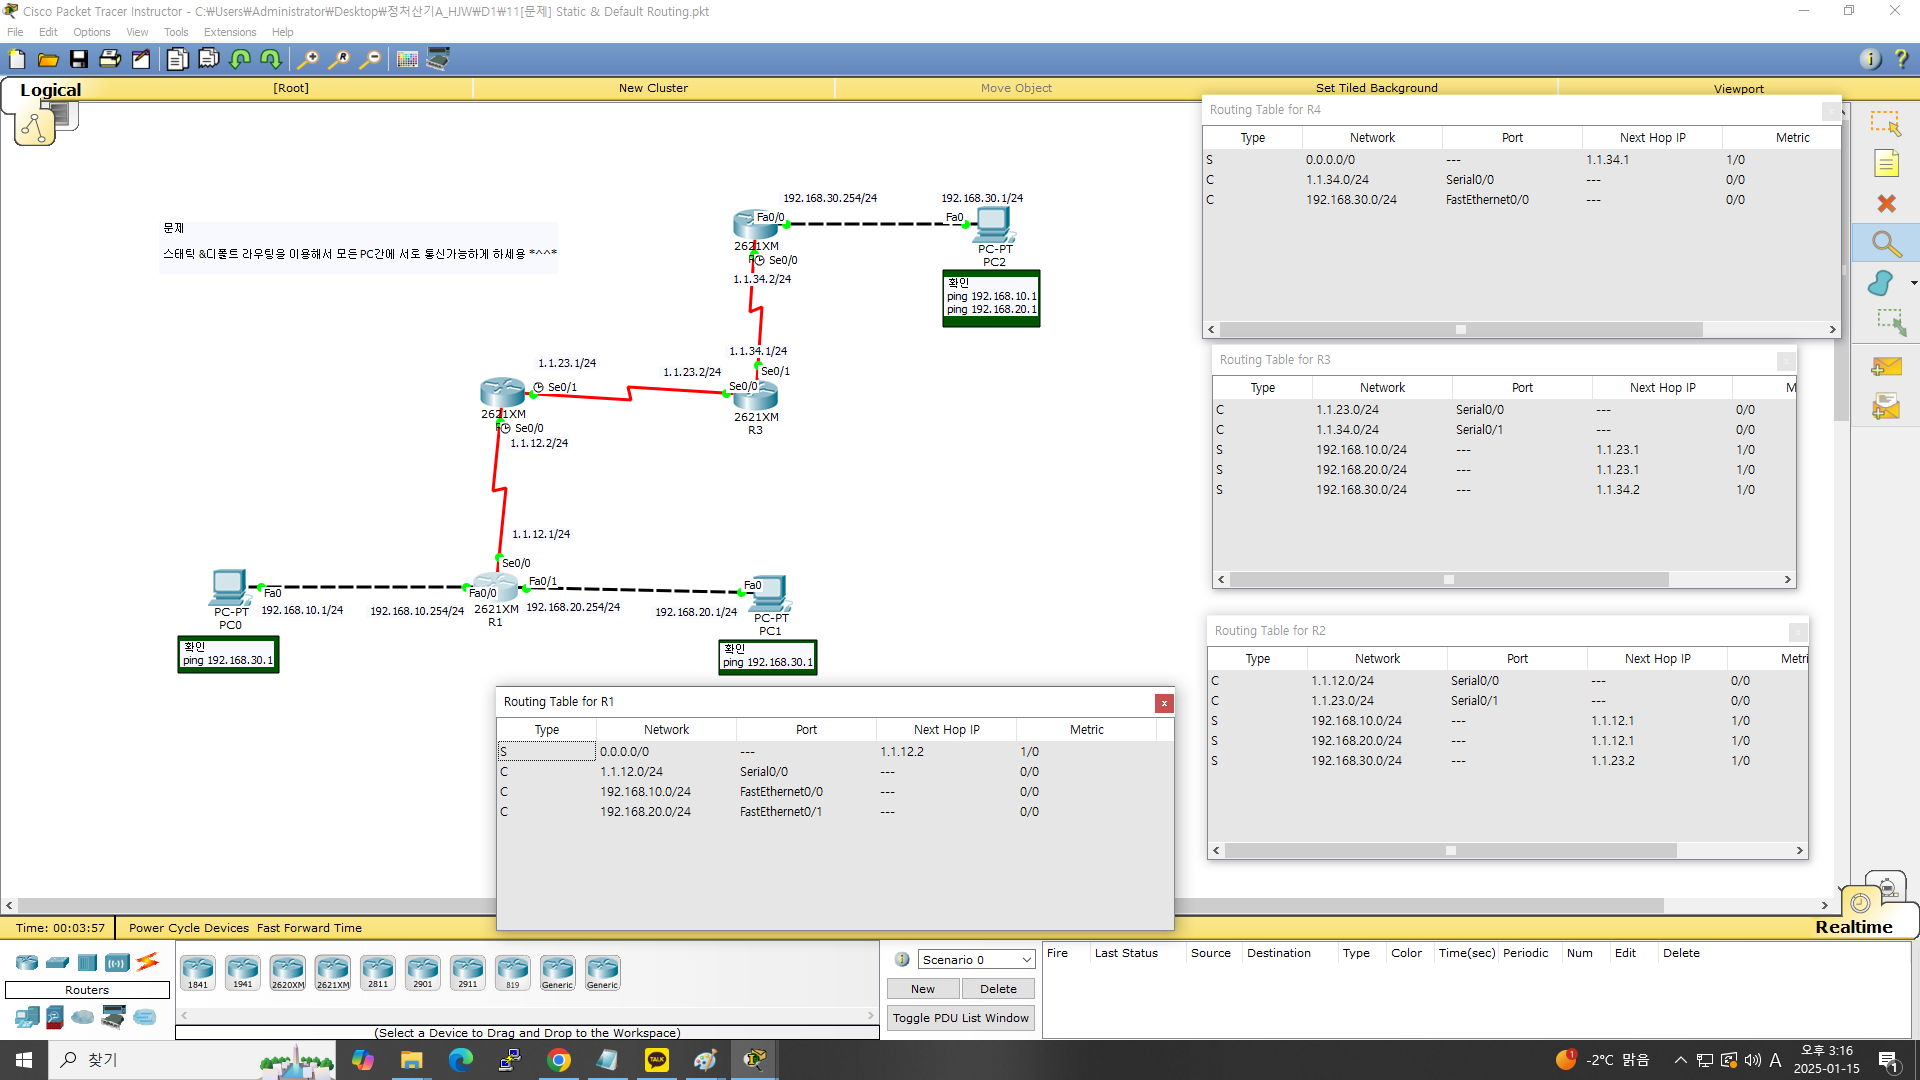 Cisco Packet Tracer Instructor - C:₩Users₩Administrator₩Desktop₩정처산기A_HJW₩D1₩11[문제] Static & Default Routing.pkt
File Edit Options View Tools Extensions Help
Logical [Root] New Cluster Move Object Set Tiled Background Viewport
문제
스태틱 &디폴트 라우팅을 이용해서 모든 PC간에 서로 통신가능하게 하세용 *^^*
192.168.30.254/24 192.168.30.1/24
Fa0/0 Fa0
2621XM
Se0/0
1.1.34.2/24
PC-PT
PC2
확인
ping 192.168.10.1
ping 192.168.20.1
1.1.34.1/24
Se0/1
1.1.23.1/24
1.1.23.2/24
Se0/1
Se0/0
2621XM
2621XM
R3
Se0/0
1.1.12.2/24
1.1.12.1/24
Se0/0
Fa0 Fa0/0 Fa0/1 Fa0
192.168.10.1/24 192.168.10.254/24 192.168.20.254/24 192.168.20.1/24
PC-PT
PC0
2621XM
R1
PC-PT
PC1
확인
ping 192.168.30.1
확인
ping 192.168.30.1
Routing Table for R4
Type Network Port Next Hop IP Metric
S 0.0.0.0/0 --- 1.1.34.1 1/0
C 1.1.34.0/24 Serial0/0 --- 0/0
C 192.168.30.0/24 FastEthernet0/0 --- 0/0
Routing Table for R3
Type Network Port Next Hop IP M
C 1.1.23.0/24 Serial0/0 --- 0/0
C 1.1.34.0/24 Serial0/1 --- 0/0
S 192.168.10.0/24 --- 1.1.23.1 1/0
S 192.168.20.0/24 --- 1.1.23.1 1/0
S 192.168.30.0/24 --- 1.1.34.2 1/0
Routing Table for R2
Type Network Port Next Hop IP Metri
C 1.1.12.0/24 Serial0/0 --- 0/0
C 1.1.23.0/24 Serial0/1 --- 0/0
S 192.168.10.0/24 --- 1.1.12.1 1/0
S 192.168.20.0/24 --- 1.1.12.1 1/0
S 192.168.30.0/24 --- 1.1.23.2 1/0
Routing Table for R1
Type Network Port Next Hop IP Metric
S 0.0.0.0/0 --- 1.1.12.2 1/0
C 1.1.12.0/24 Serial0/0 --- 0/0
C 192.168.10.0/24 FastEthernet0/0 --- 0/0
C 192.168.20.0/24 FastEthernet0/1 --- 0/0
Time: 00:03:57 Power Cycle Devices Fast Forward Time Realtime
Routers
1841 1941 2620XM 2621XM 2811 2901 2911 819 Generic Generic
(Select a Device to Drag and Drop to the Workspace)
Scenario 0
New Delete
Toggle PDU List Window
Fire Last Status Source Destination Type Color Time(sec) Periodic Num Edit Delete
찾기
TALK
1
-2°C 맑음
A
오후 3:16
2025-01-15
1